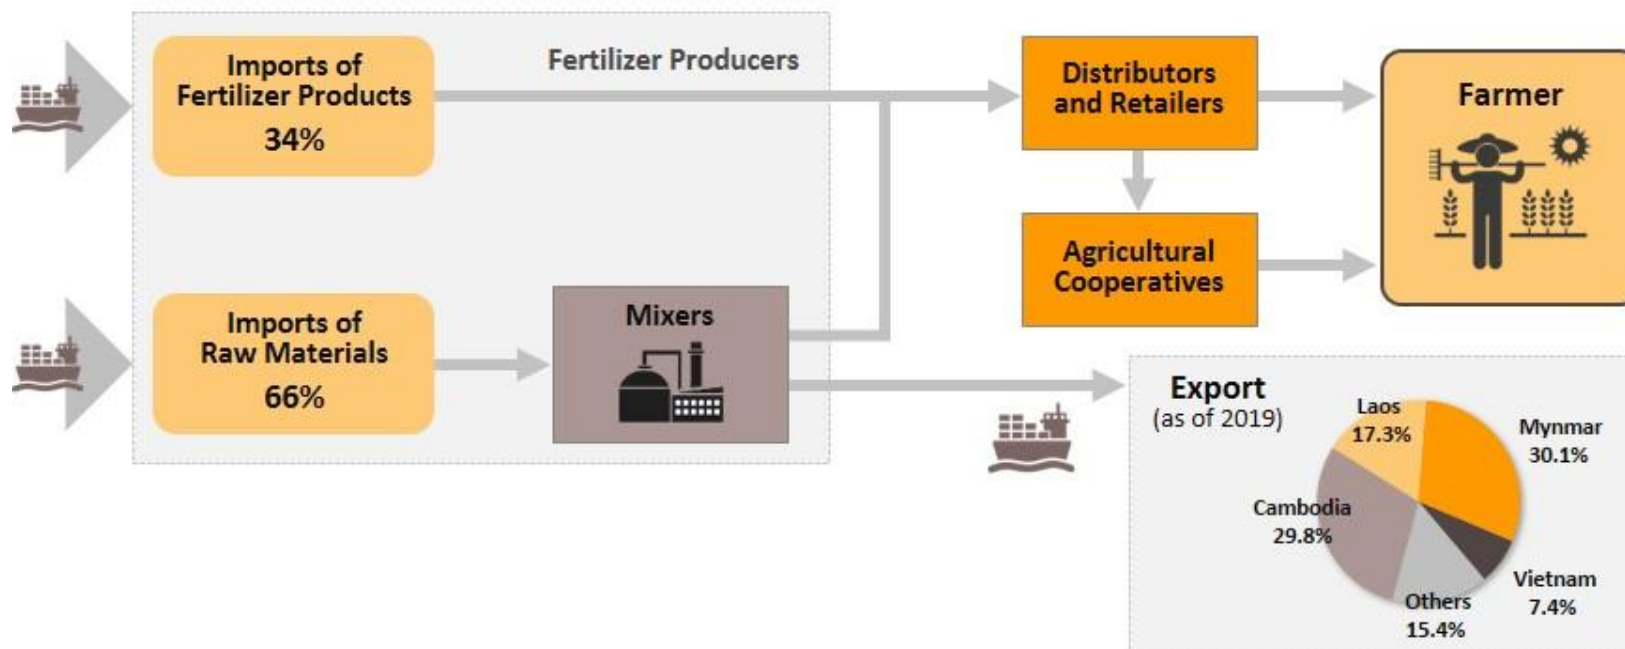 Fertilizer Producers
Imports of
Fertilizer Products
34%
Distributors
and Retailers
Farmer
Agricultural
Cooperatives
Imports of
Raw Materials
66%
Mixers
Export
(as of 2019)
Laos
17.3%
Mynmar
30.1%
Cambodia
29.8%
Vietnam
7.4%
Others
15.4%